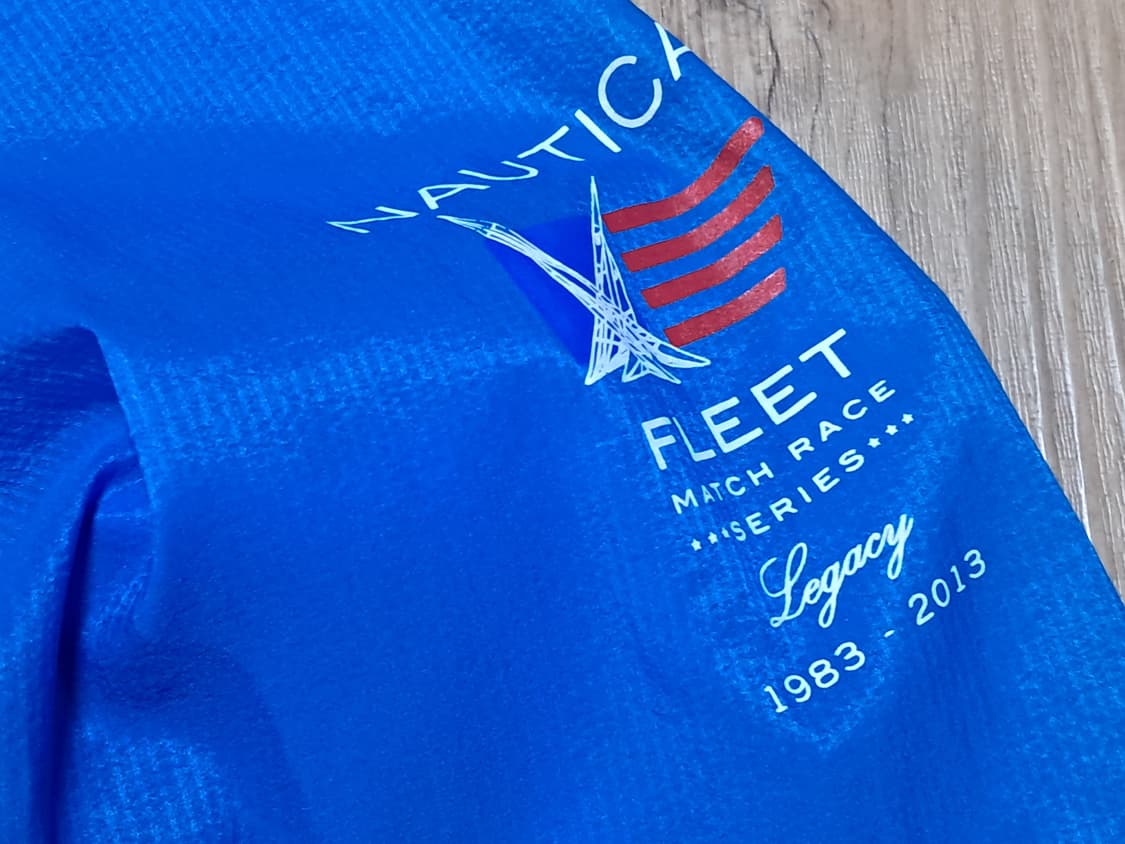 NAUTICA
FLEET
MATCH RACE
***SERIES***
Legacy
1983 - 2013